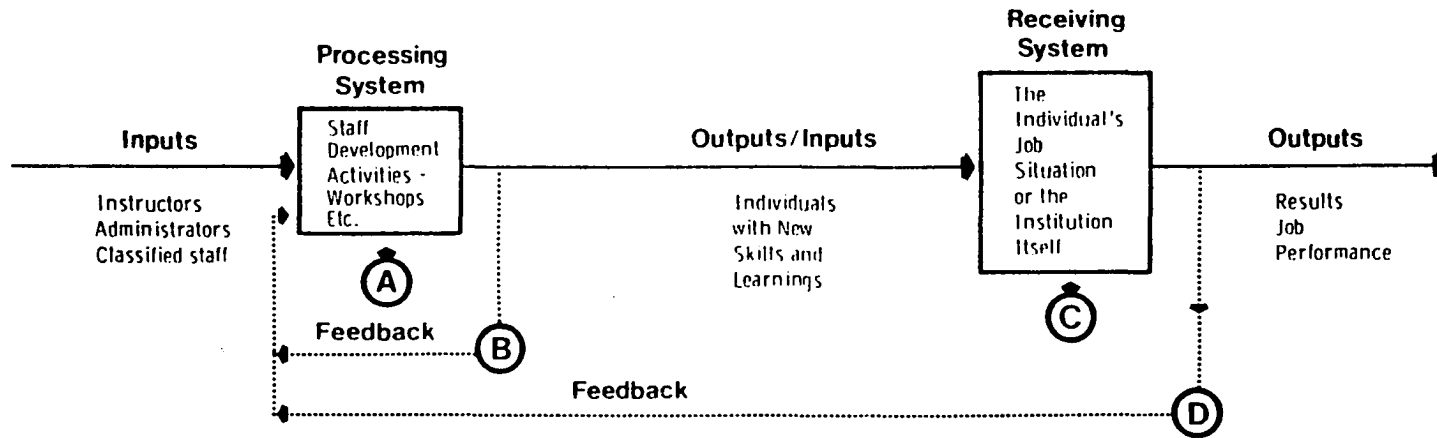 Processing
System
Receiving
System
Inputs
Staff
Development
Activities -
Workshops
Etc.
Outputs/Inputs
The
Individual's
Job
Situation
or the
Institution
Itself
Outputs
Instructors
Administrators
Classified staff
Individuals
with New
Skills and
Learnings
Results
Job
Performance
A
B
C
D
Feedback
Feedback